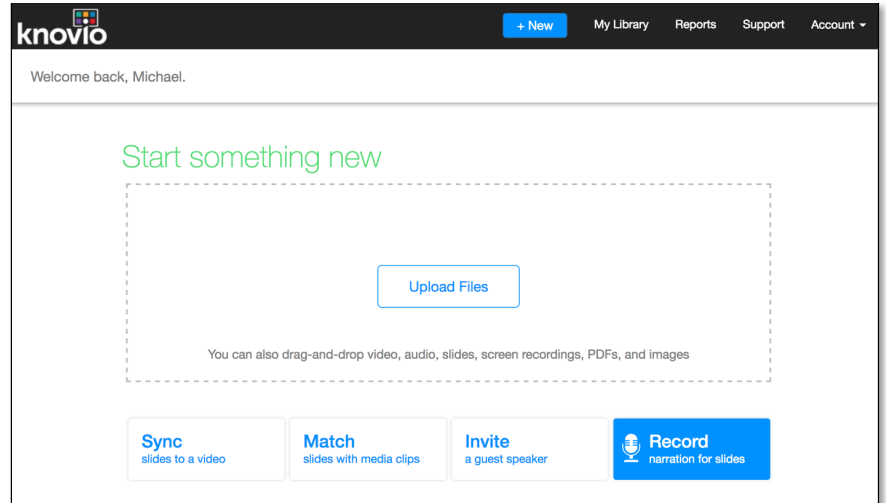 knovio
+ New
My Library
Reports
Support
Account
Welcome back, Michael.
Start something new
Upload Files
You can also drag-and-drop video, audio, slides, screen recordings, PDFs, and images
Sync
slides to a video
Match
slides with media clips
Invite
a guest speaker
Record
narration for slides